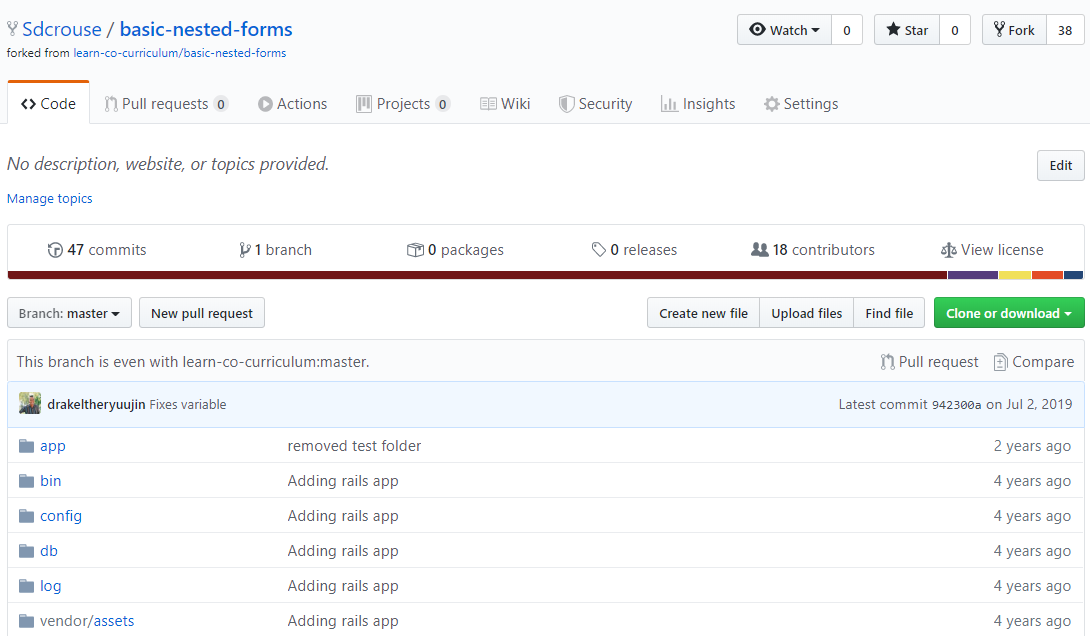 Sdcrouse / basic-nested-forms Watch 0 Star 0 Fork 38
forked from learn-co-curriculum/basic-nested-forms
Code Pull requests 0 Actions Projects 0 Wiki Security Insights Settings
No description, website, or topics provided. Edit
Manage topics
47 commits 1 branch 0 packages 0 releases 18 contributors View license
Branch: master New pull request Create new file Upload files Find file Clone or download
This branch is even with learn-co-curriculum:master. Pull request Compare
drakeltheryuujin Fixes variable Latest commit 942300a on Jul 2, 2019
app removed test folder 2 years ago
bin Adding rails app 4 years ago
config Adding rails app 4 years ago
db Adding rails app 4 years ago
log Adding rails app 4 years ago
vendor/assets Adding rails app 4 years ago